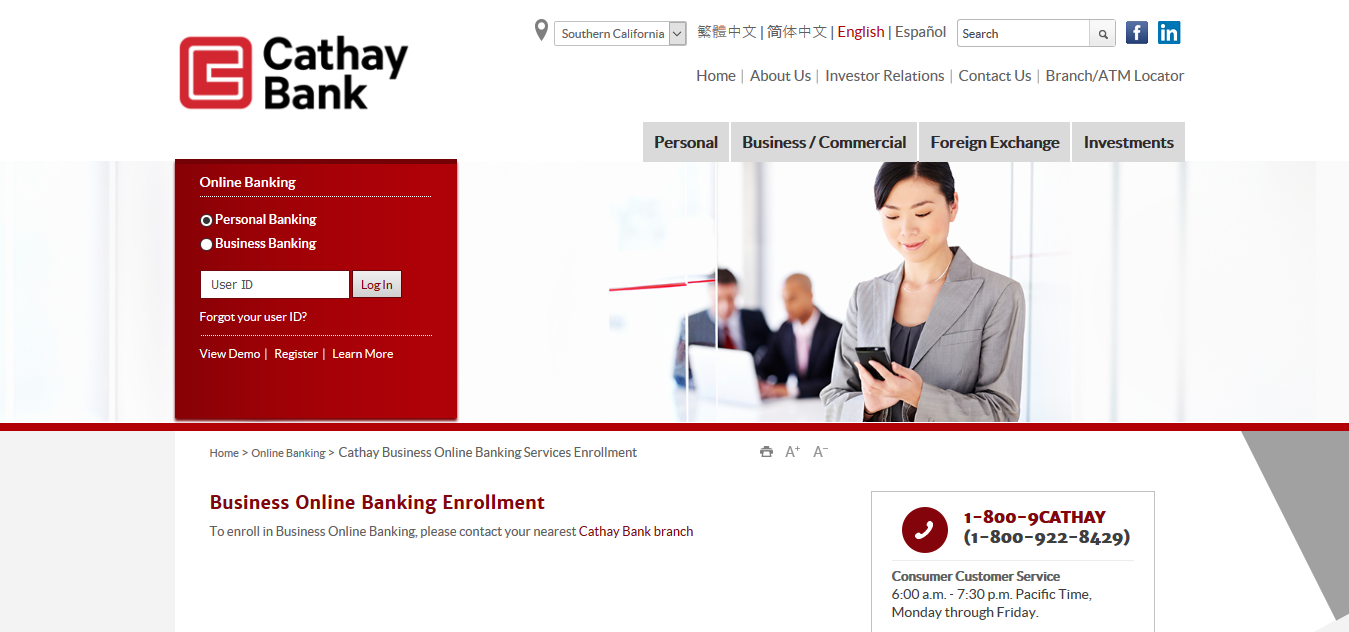 Cathay
Bank
Southern California
繁體中文 | 简体中文 | English | Español
Search
Home | About Us | Investor Relations | Contact Us | Branch/ATM Locator
Personal
Business / Commercial
Foreign Exchange
Investments
Online Banking
Personal Banking
Business Banking
User ID
Log In
Forgot your user ID?
View Demo | Register | Learn More
Home > Online Banking > Cathay Business Online Banking Services Enrollment
A+ A−
Business Online Banking Enrollment
To enroll in Business Online Banking, please contact your nearest Cathay Bank branch
1-800-9CATHAY
(1-800-922-8429)
Consumer Customer Service
6:00 a.m. - 7:30 p.m. Pacific Time,
Monday through Friday.